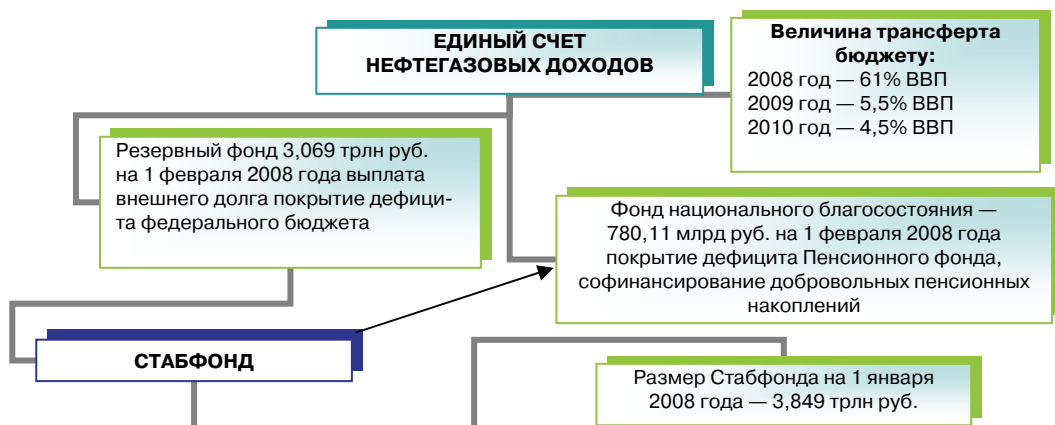 ЕДИНЫЙ СЧЕТ
НЕФТЕГАЗОВЫХ ДОХОДОВ
Величина трансферта
бюджету:
2008 год — 61% ВВП
2009 год — 5,5% ВВП
2010 год — 4,5% ВВП
Резервный фонд 3,069 трлн руб.
на 1 февраля 2008 года выплата
внешнего долга покрытие дефици-
та федерального бюджета
Фонд национального благосостояния —
780,11 млрд руб. на 1 февраля 2008 года
покрытие дефицита Пенсионного фонда,
софинансирование добровольных пенсионных
накоплений
СТАБФОНД
Размер Стабфонда на 1 января
2008 года — 3,849 трлн руб.